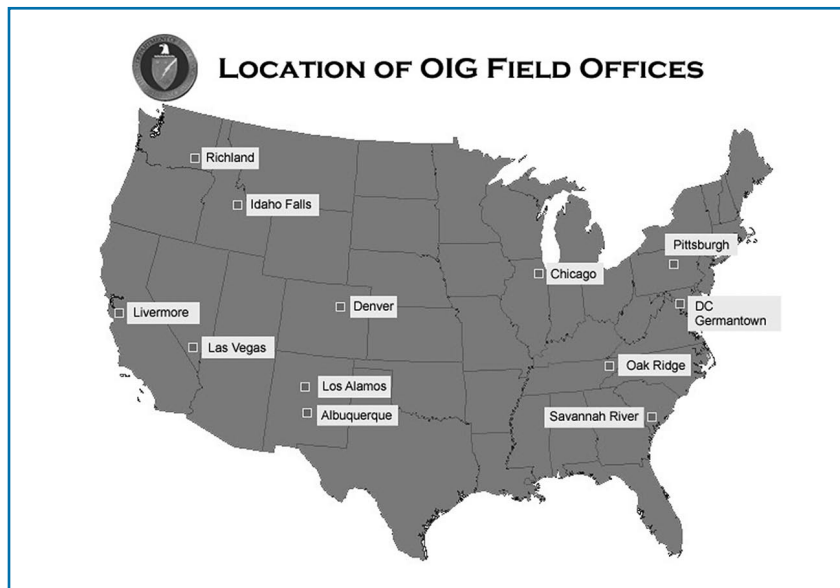 LOCATION OF OIG FIELD OFFICES
Richland
Idaho Falls
Pittsburgh
Chicago
Livermore
Denver
DC
Germantown
Las Vegas
Oak Ridge
Los Alamos
Albuquerque
Savannah River